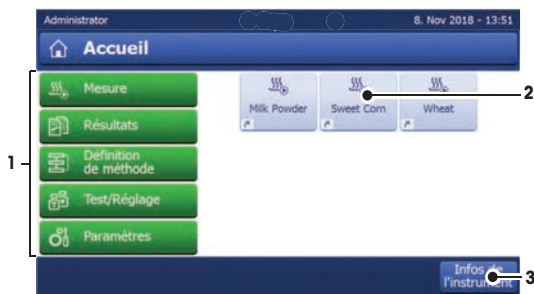 Administrator 8. Nov 2018 - 13:51
Accueil
Mesure
Résultats
Définition
de méthode
Test/Réglage
Paramètres
Milk Powder Sweet Corn Wheat
Infos de
l'instrument
1
2
3